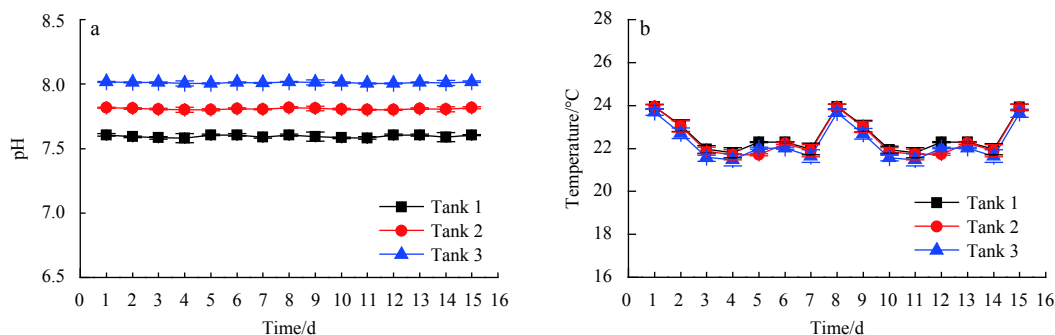 a
8.5
8.0
7.5
7.0
6.5
pH
0 1 2 3 4 5 6 7 8 9 10 11 12 13 14 15 16
Time/d
Tank 1
Tank 2
Tank 3
b
28
26
24
22
20
18
16
Temperature/°C
0 1 2 3 4 5 6 7 8 9 10 11 12 13 14 15 16
Time/d
Tank 1
Tank 2
Tank 3